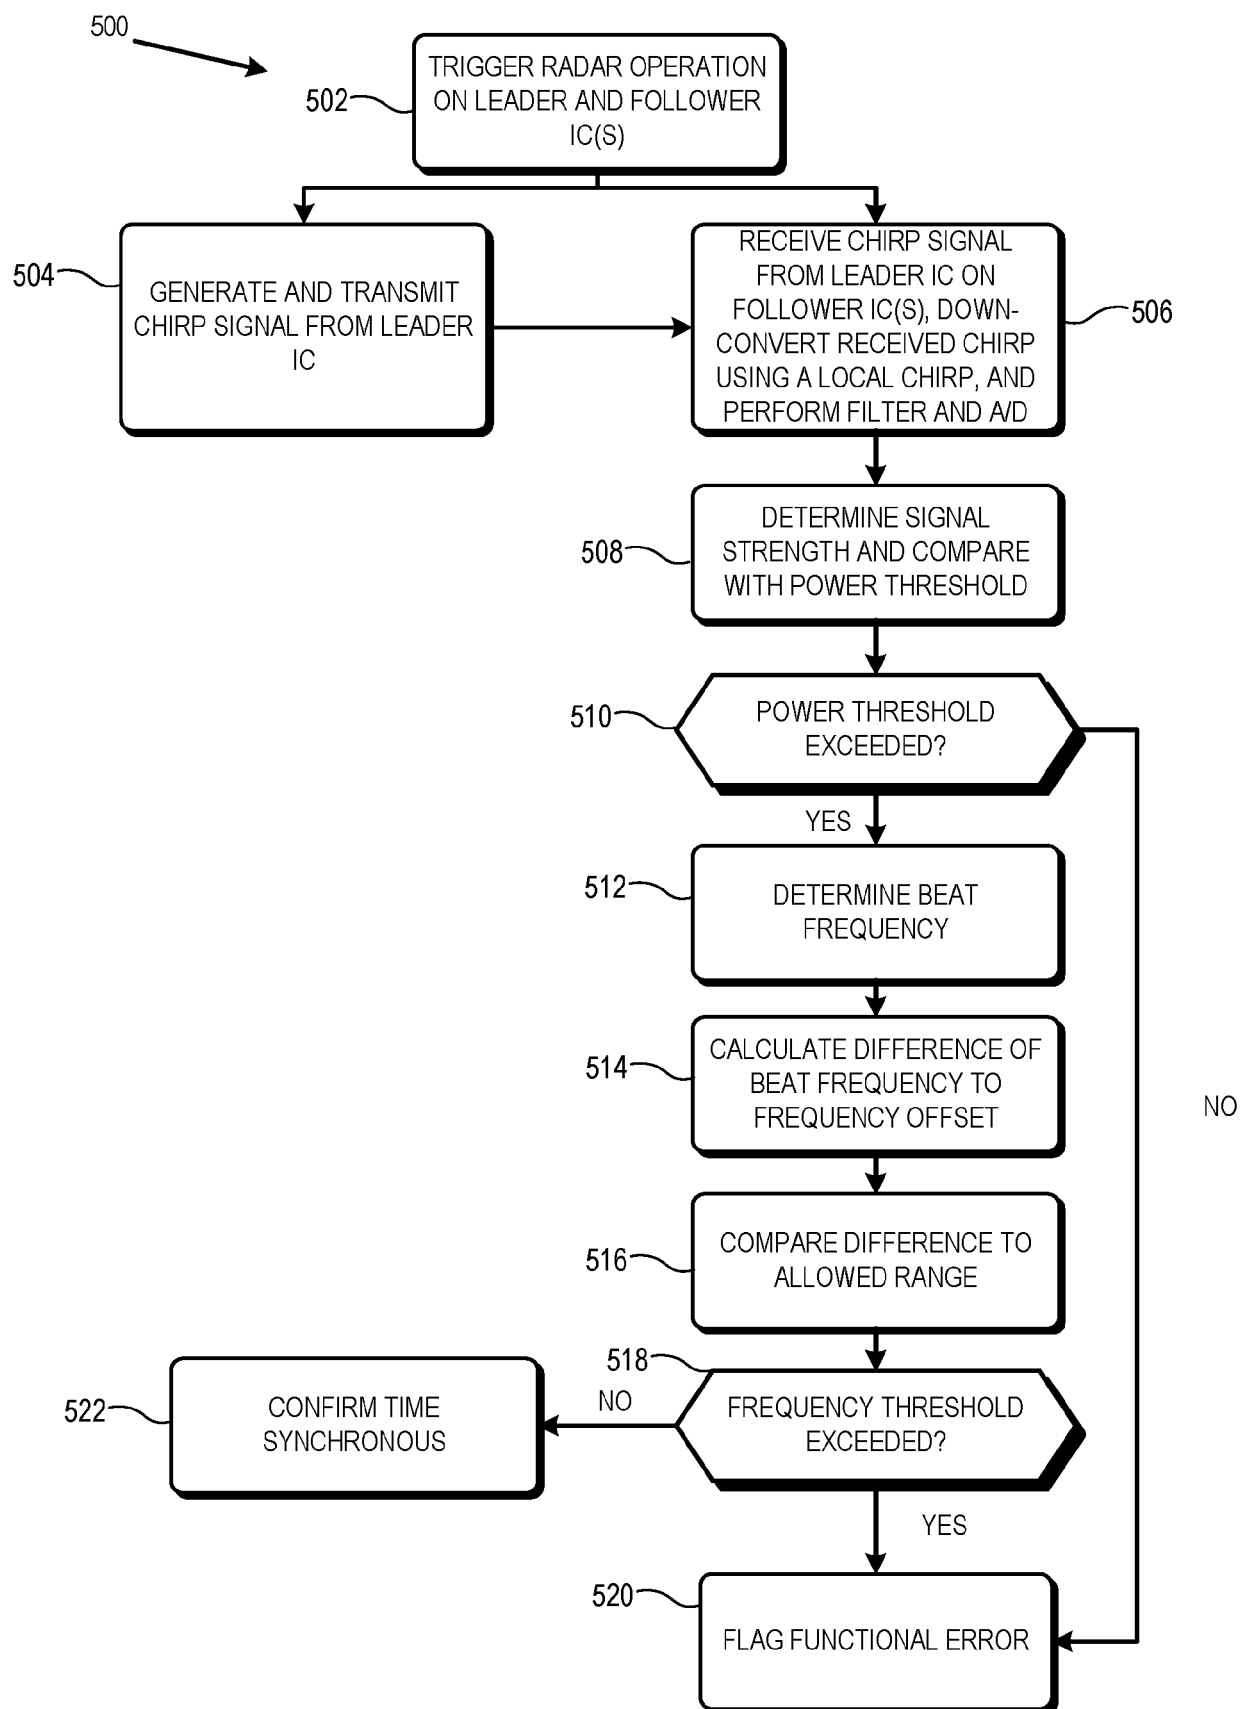 500
502
TRIGGER RADAR OPERATION
ON LEADER AND FOLLOWER
IC(S)
504
GENERATE AND TRANSMIT
CHIRP SIGNAL FROM LEADER
IC
RECEIVE CHIRP SIGNAL
FROM LEADER IC ON
FOLLOWER IC(S), DOWN-
CONVERT RECEIVED CHIRP
USING A LOCAL CHIRP, AND
PERFORM FILTER AND A/D
506
508
DETERMINE SIGNAL
STRENGTH AND COMPARE
WITH POWER THRESHOLD
510
POWER THRESHOLD
EXCEEDED?
YES
512
DETERMINE BEAT
FREQUENCY
514
CALCULATE DIFFERENCE OF
BEAT FREQUENCY TO
FREQUENCY OFFSET
NO
516
COMPARE DIFFERENCE TO
ALLOWED RANGE
518
FREQUENCY THRESHOLD
EXCEEDED?
NO
522
CONFIRM TIME
SYNCHRONOUS
YES
520
FLAG FUNCTIONAL ERROR